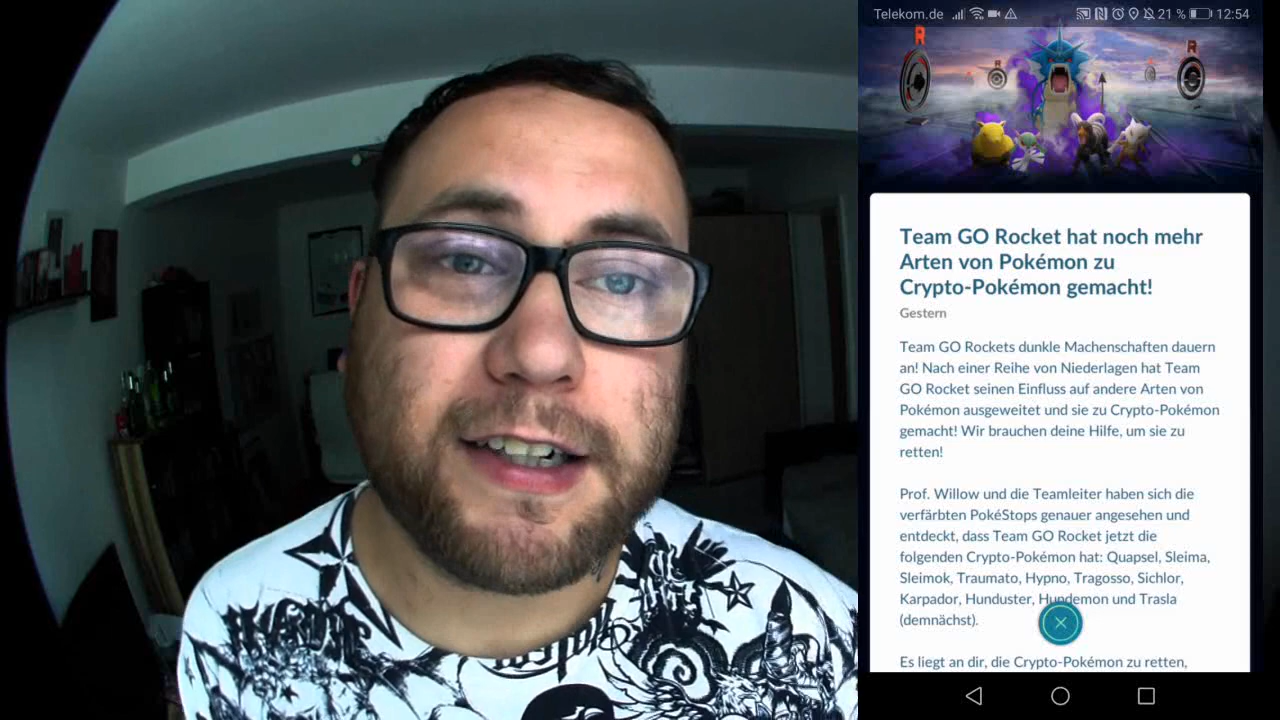 Telekom.de 21 % 12:54
R R
Team GO Rocket hat noch mehr
Arten von Pokémon zu
Crypto-Pokémon gemacht!
Gestern
Team GO Rockets dunkle Machenschaften dauern
an! Nach einer Reihe von Niederlagen hat Team
GO Rocket seinen Einfluss auf andere Arten von
Pokémon ausgeweitet und sie zu Crypto-Pokémon
gemacht! Wir brauchen deine Hilfe, um sie zu
retten!
Prof. Willow und die Teamleiter haben sich die
verfärbten PokéStops genauer angesehen und
entdeckt, dass Team GO Rocket jetzt die
folgenden Crypto-Pokémon hat: Quapsel, Sleima,
Sleimok, Traumato, Hypno, Tragosso, Sichlor,
Karpador, Hunduster, Hundemon und Trasla
(demnächst).
Es liegt an dir, die Crypto-Pokémon zu retten,